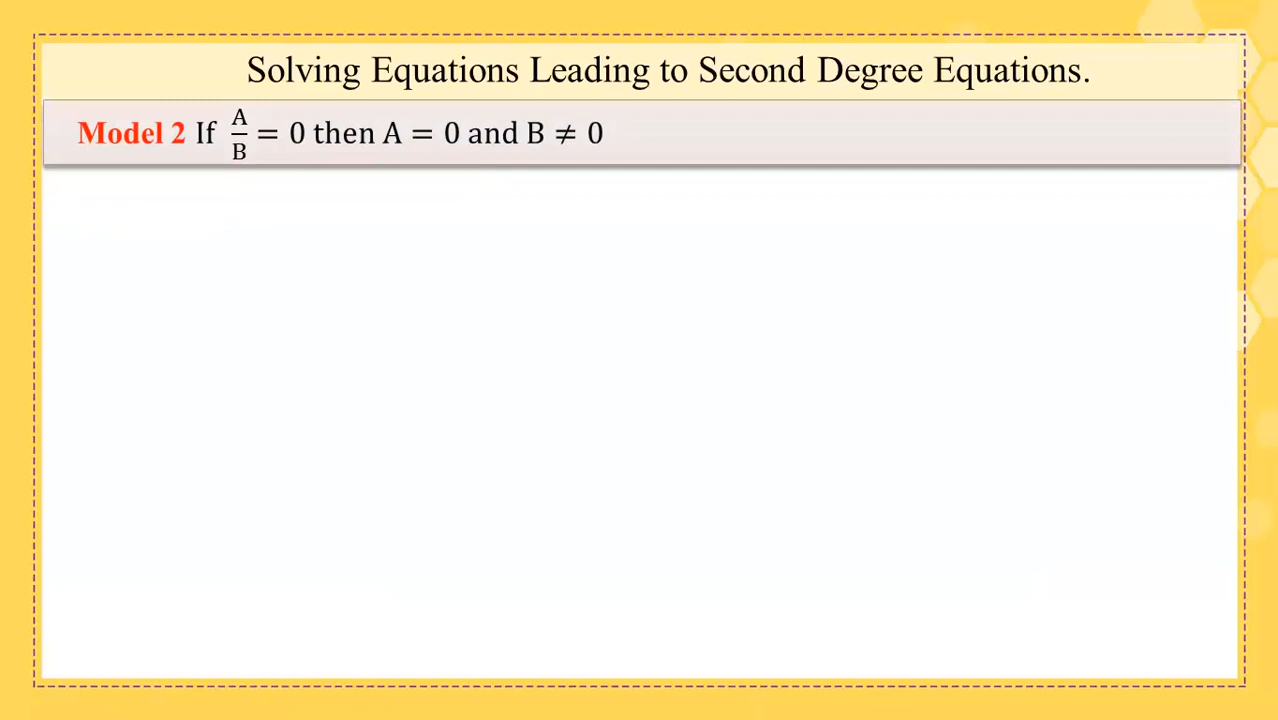 Solving Equations Leading to Second Degree Equations.
Model 2 If A/B = 0 then A = 0 and B ≠ 0